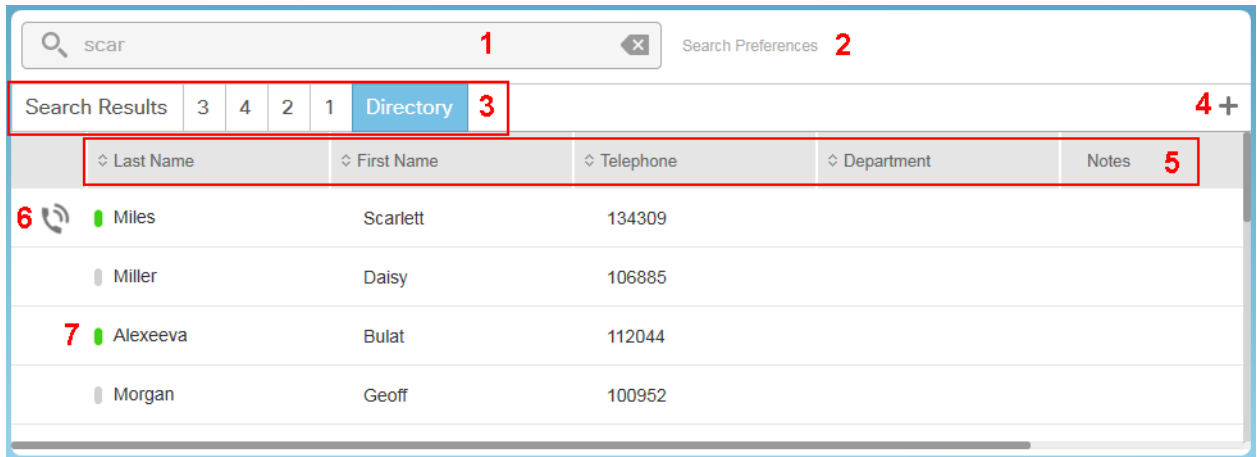 scar 1 Search Preferences 2
Search Results 3 4 2 1 Directory 3 4 +
Last Name First Name Telephone Department Notes 5
6 Miles Scarlett 134309
Miller Daisy 106885
7 Alexeeva Bulat 112044
Morgan Geoff 100952